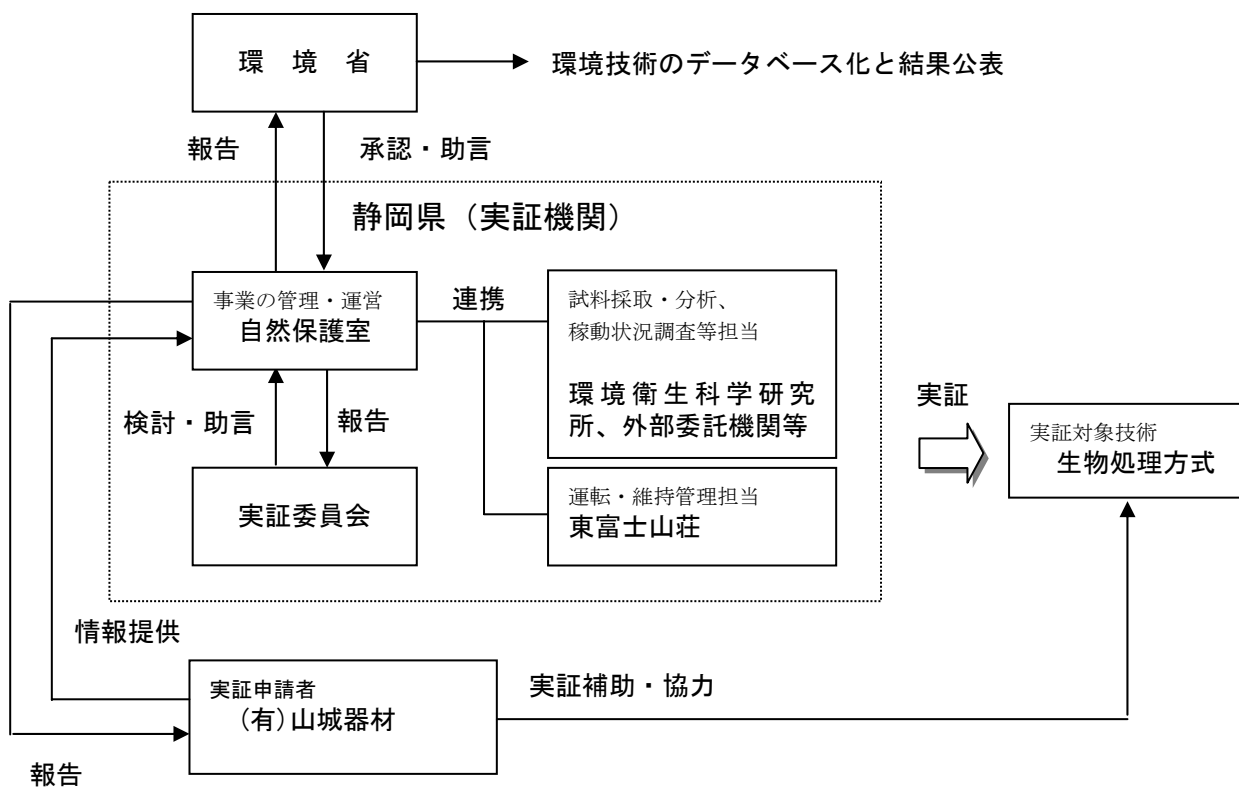 環 境 省
環境技術のデータベース化と結果公表
報告
承認・助言
静岡県（実証機関）
事業の管理・運営
自然保護室
連携
試料採取・分析、
稼動状況調査等担当
環境衛生科学研究
所、外部委託機関等
検討・助言
報告
実証委員会
運転・維持管理担当
東富士山荘
実証
実証対象技術
生物処理方式
情報提供
実証申請者
(有)山城器材
実証補助・協力
報告